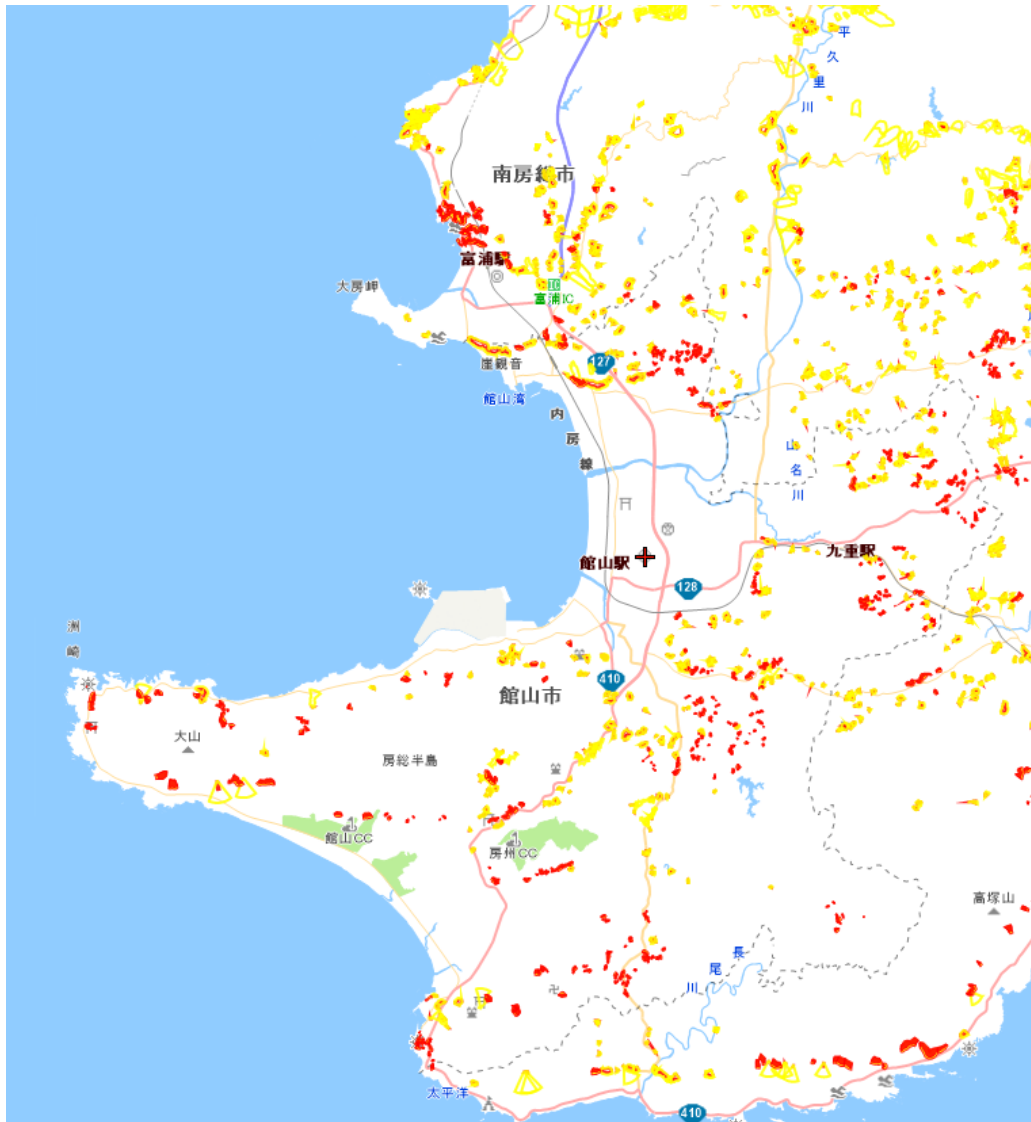 平久里川
南房総市
富浦駅
大房岬
IC
富浦IC
崖観音
127
館山湾
内房線
山名川
館山駅
九重駅
128
洲崎
館山市
410
大山
房総半島
館山CC
房州CC
高塚山
長尾川
太平洋
410